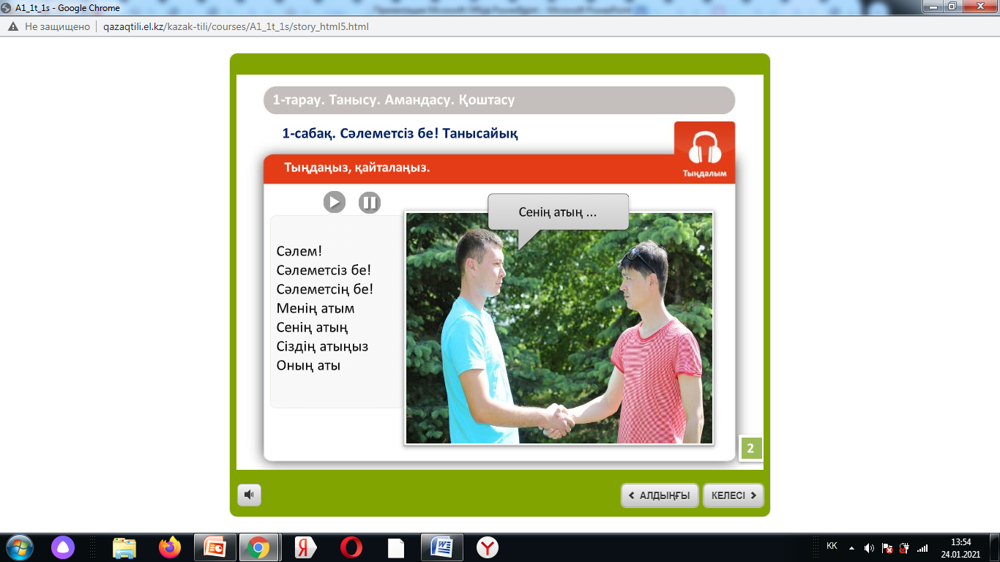 A1_1t_1s - Google Chrome
Не защищено
qazaqtili.el.kz/kazak-tili/courses/A1_1t_1s/story_html5.html
1-тарау. Танысу. Амандасу. Қоштасу
1-сабақ. Сәлеметсіз бе! Танысайық
Тыңдаңыз, қайталаңыз.
Тыңдалым
Сенің атың ...
Сәлем!
Сәлеметсіз бе!
Сәлеметсің бе!
Менің атым
Сенің атың
Сіздің атыңыз
Оның аты
2
АЛДЫҢҒЫ
КЕЛЕСІ
KK
13:54
24.01.2021